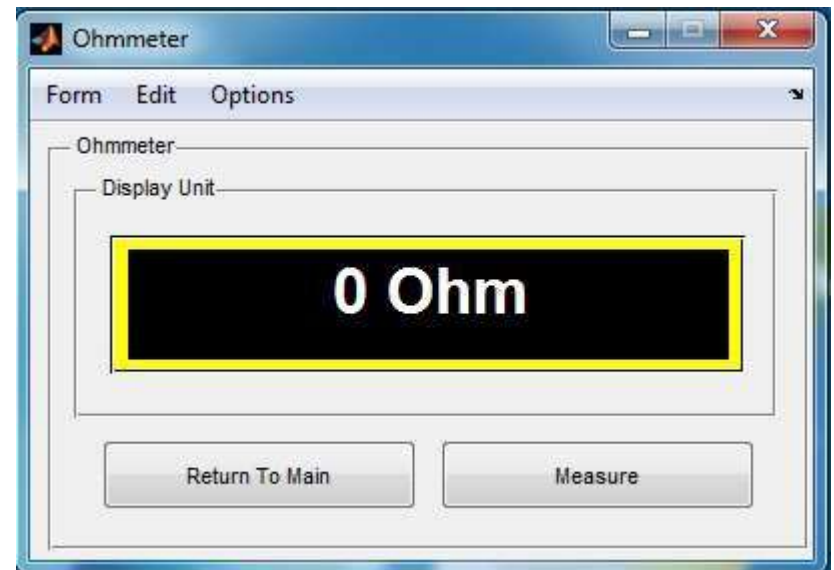 Ohmmeter
Form Edit Options
Ohmmeter
Display Unit
0 Ohm
Return To Main Measure